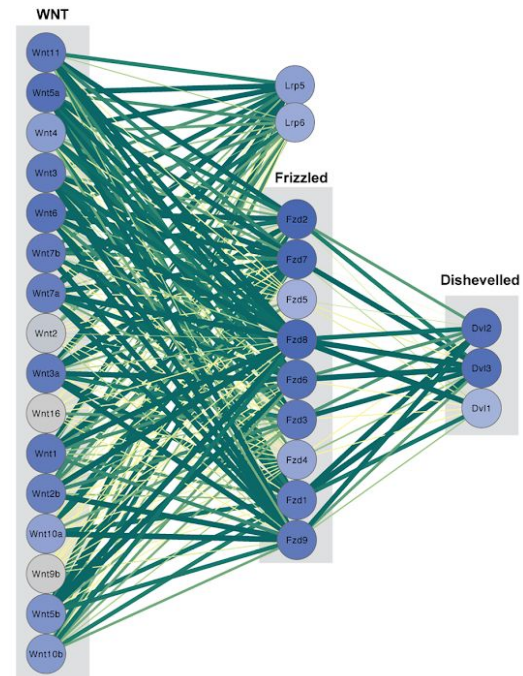 WNT
Wnt11
Wnt5a
Wnt4
Wnt3
Wnt6
Wnt7b
Wnt7a
Wnt2
Wnt3a
Wnt16
Wnt1
Wnt2b
Wnt10a
Wnt9b
Wnt5b
Wnt10b
Lrp5
Lrp6
Frizzled
Fzd2
Fzd7
Fzd5
Fzd8
Fzd6
Fzd3
Fzd4
Fzd1
Fzd9
Dishevelled
Dvl2
Dvl3
Dvl1